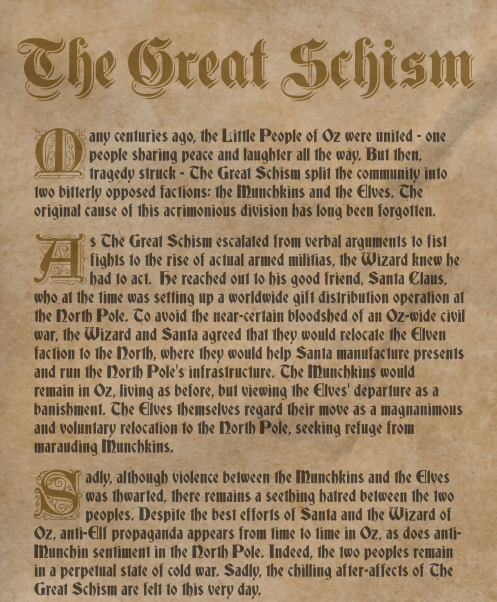 The Great Schism
Many centuries ago, the Little People of Oz were united - one
people sharing peace and laughter all the way. But then,
tragedy struck - The Great Schism split the community into
two bitterly opposed factions: the Munchkins and the Elves. The
original cause of this acrimonious division has long been forgotten.
As The Great Schism escalated from verbal arguments to fist
fights to the rise of actual armed militias, the Wizard knew he
had to act. He reached out to his good friend, Santa Claus,
who at the time was setting up a worldwide gift distribution operation at
the North Pole. To avoid the near-certain bloodshed of an Oz-wide civil
war, the Wizard and Santa agreed that they would relocate the Elven
faction to the North, where they would help Santa manufacture presents
and run the North Pole's infrastructure. The Munchkins would
remain in Oz, living as before, but viewing the Elves' departure as a
banishment. The Elves themselves regard their move as a magnanimous
and voluntary relocation to the North Pole, seeking refuge from
marauding Munchkins.
Sadly, although violence between the Munchkins and the Elves
was thwarted, there remains a seething hatred between the two
peoples. Despite the best efforts of Santa and the Wizard of
Oz, anti-Elf propaganda appears from time to time in Oz, as does anti-
Munchin sentiment in the North Pole. Indeed, the two peoples remain
in a perpetual state of cold war. Sadly, the chilling after-affects of The
Great Schism are felt to this very day.